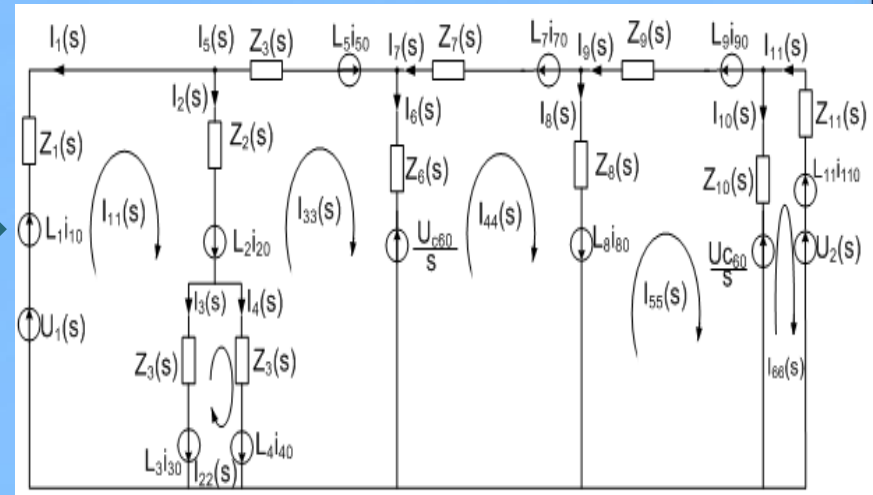 I₁(s) I₅(s) Z₃(s) L₅i₅₀ I₇(s) Z₇(s) L₇i₇₀ I₉(s) Z₉(s) L₉i₉₀ I₁₁(s)
I₂(s) I₆(s) I₈(s) I₁₀(s) Z₁₁(s)
Z₁(s) Z₂(s) Z₆(s) Z₈(s) Z₁₀(s) L₁₁i₁₁₀
I₁₁(s) I₃₃(s) I₄₄(s)
L₁i₁₀ L₂i₂₀ U꜀₆₀/s L₈i₈₀ UC₆₀/s U₂(s)
I₃(s) I₄(s) I₅₅(s)
U₁(s)
Z₃(s) Z₃(s) I₆₆(s)
L₃i₃₀ I₂₂(s) L₄i₄₀